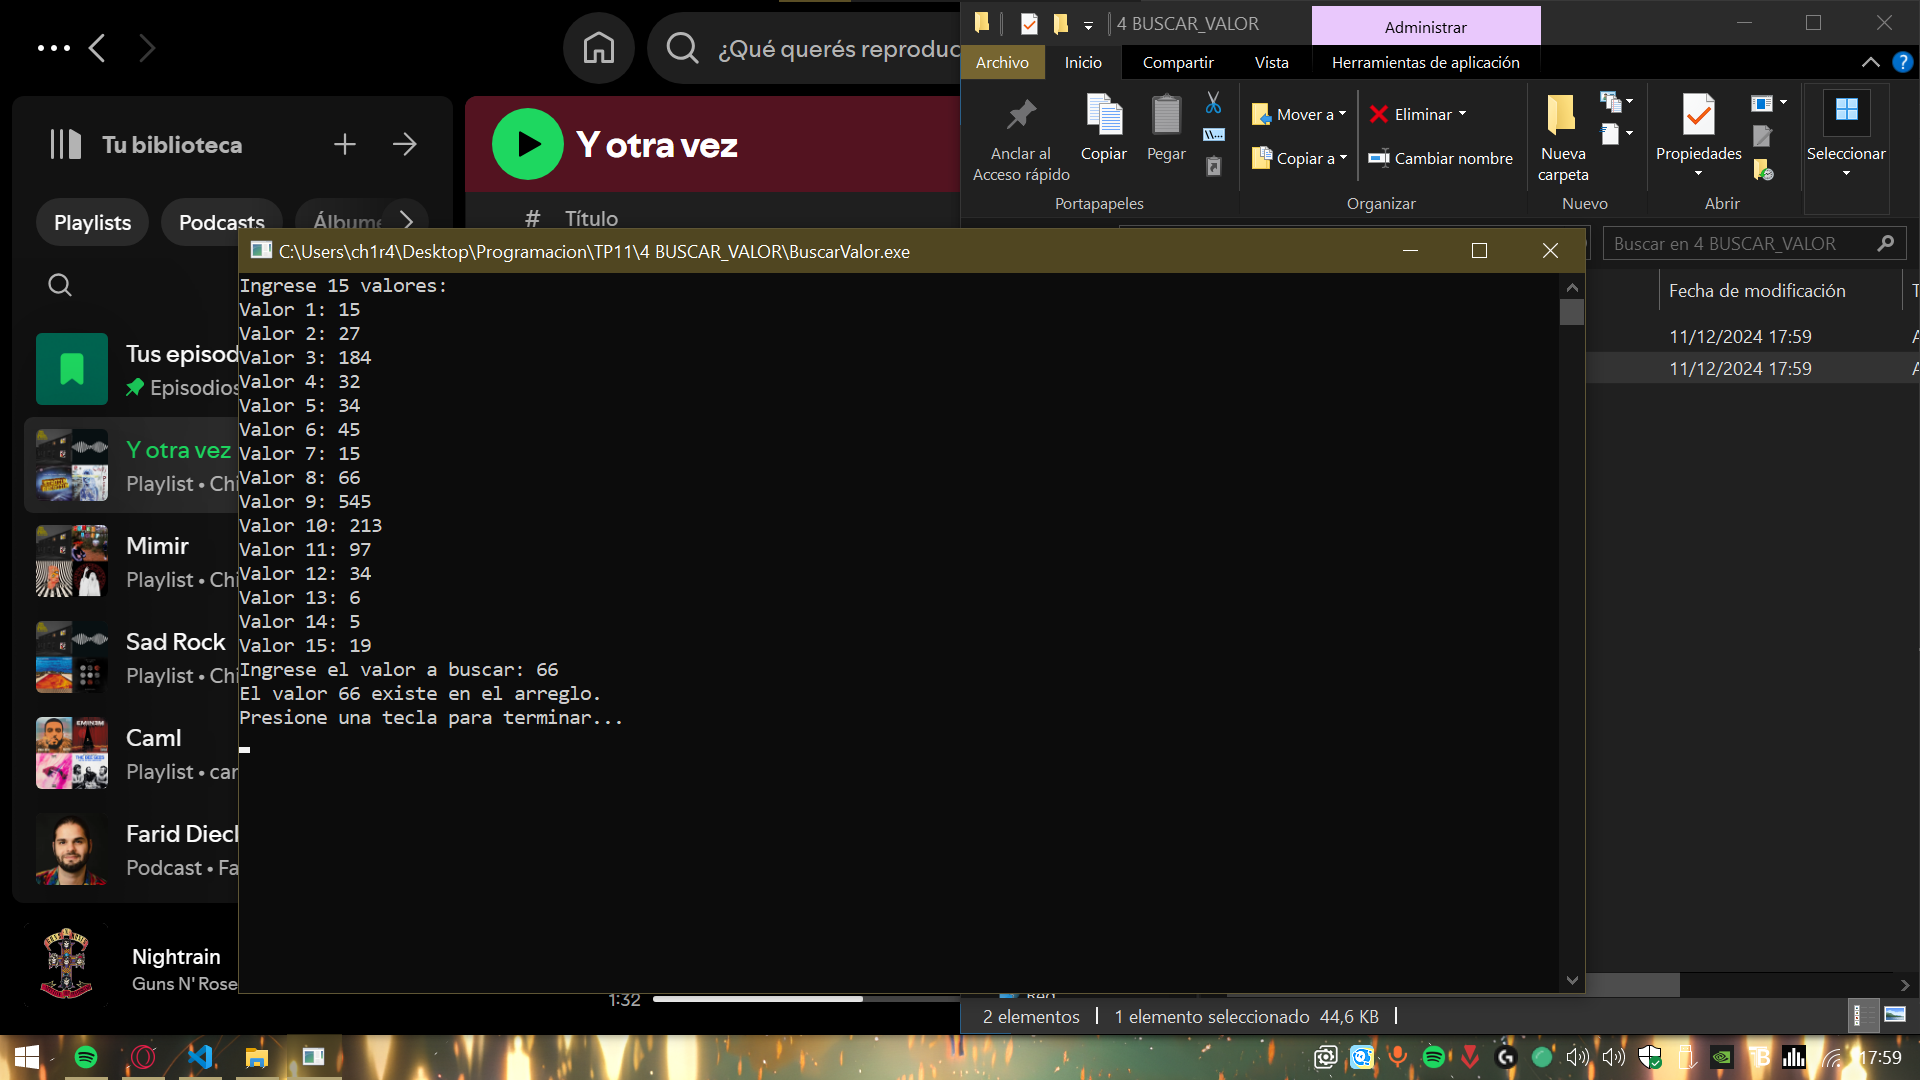 ¿Qué querés reproduc
4 BUSCAR_VALOR
Administrar
Archivo
Inicio
Compartir
Vista
Herramientas de aplicación
Anclar al
Acceso rápido
Copiar
Pegar
Mover a
Copiar a
Eliminar
Cambiar nombre
Nueva
carpeta
Propiedades
Seleccionar
Portapapeles
Organizar
Nuevo
Abrir
Tu biblioteca
Y otra vez
Playlists
Podcasts
Álbume
# Título
Buscar en 4 BUSCAR_VALOR
Fecha de modificación
11/12/2024 17:59
11/12/2024 17:59
C:\Users\ch1r4\Desktop\Programacion\TP11\4 BUSCAR_VALOR\BuscarValor.exe
Ingrese 15 valores:
Valor 1: 15
Valor 2: 27
Valor 3: 184
Valor 4: 32
Valor 5: 34
Valor 6: 45
Valor 7: 15
Valor 8: 66
Valor 9: 545
Valor 10: 213
Valor 11: 97
Valor 12: 34
Valor 13: 6
Valor 14: 5
Valor 15: 19
Ingrese el valor a buscar: 66
El valor 66 existe en el arreglo.
Presione una tecla para terminar...
Tus episod
Episodios
Y otra vez
Playlist • Chi
Mimir
Playlist • Chi
Sad Rock
Playlist • Chi
Caml
Playlist • car
Farid Diecl
Podcast • Fa
Nightrain
Guns N' Rose
1:32
2 elementos
1 elemento seleccionado 44,6 KB
17:59